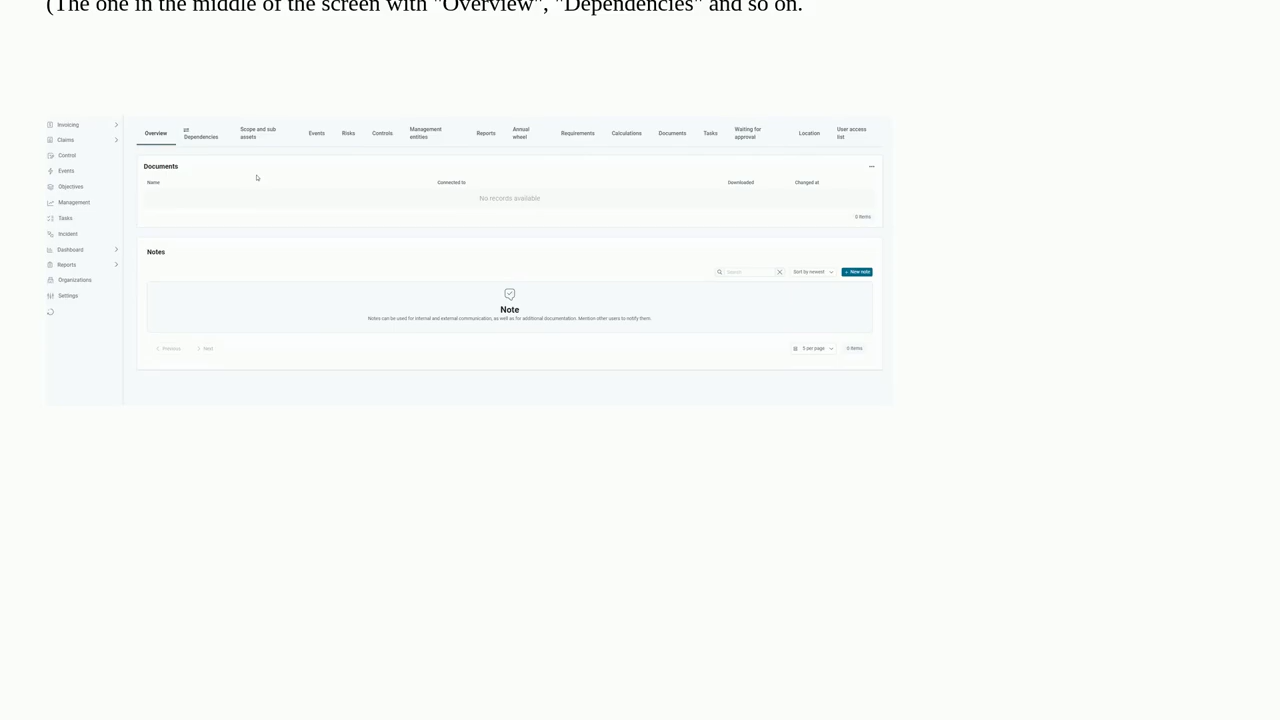 (The one in the middle of the screen with "Overview", "Dependencies" and so on.
Invoicing
Claims
Control
Events
Objectives
Management
Tasks
Incident
Dashboard
Reports
Organizations
Settings
Overview
Dependencies
Scope and sub
assets
Events
Risks
Controls
Management
entities
Reports
Annual
wheel
Requirements
Calculations
Documents
Tasks
Waiting for
approval
Location
User access
list
Documents
Name Connected to Downloaded Changed at
No records available
0 items
Notes
Search
Sort by newest
+ New note
Note
Notes can be used for internal and external communication, as well as for additional documentation. Mention other users to notify them.
Previous Next
5 per page
0 items